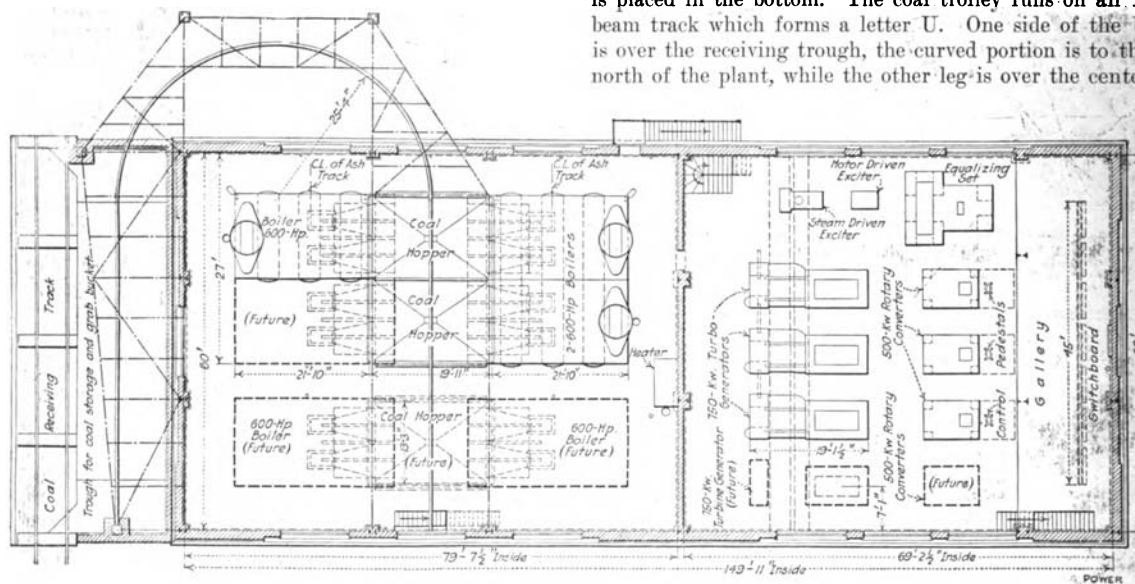 is placed in the bottom. The coal trolley runs on an
beam track which forms a letter U. One side of the
is over the receiving trough, the curved portion is to th
north of the plant, while the other leg is over the cente
25'-4"
C.L. of Ash
Track
C.L. of Ash
Track
Motor Driven
Exciter
Equalizing
Set
Steam Driven
Exciter
Boiler
600-Hp.
Coal
Hopper
2-600-Hp Boilers
27'
60'
(Future)
Coal
Hopper
Heater
21'-10"
19'-11"
21'-10"
600-Hp
Boiler
(Future)
Coal Hopper
(Future)
600-Hp.
Boiler
(Future)
Coal Receiving Track
Trough for coal storage and grab bucket
750-Kw. Turbo
Generators
500-Kw Rotary
Converters
Control Pedestals
Gallery
45'
Switchboard
19'-1½"
750-Kw.
Turbine Generator
(Future)
500-Kw Rotary
Converters
(Future)
7'-1"
79'-7½" Inside
69'-2½" Inside
149'-11" Inside
POWER